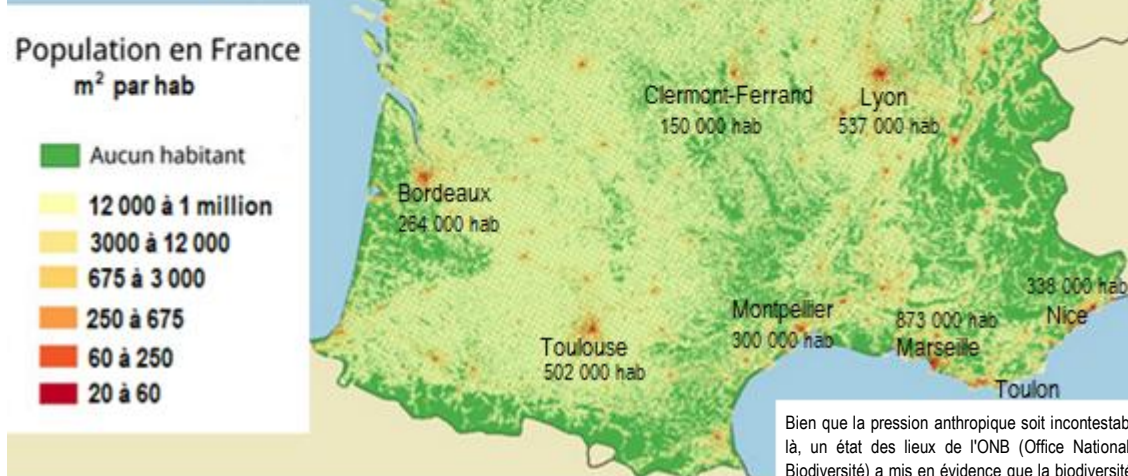 Population en France
m² par hab
Aucun habitant
12 000 à 1 million
3000 à 12 000
675 à 3 000
250 à 675
60 à 250
20 à 60
Clermont-Ferrand
150 000 hab
Lyon
537 000 hab
Bordeaux
264 000 hab
Toulouse
502 000 hab
Montpellier
300 000 hab
873 000 hab
Marseille
338 000 hab
Nice
Toulon
Bien que la pression anthropique soit incontestab
là, un état des lieux de l'ONB (Office National
Biodiversité) a mis en évidence que la biodiversité